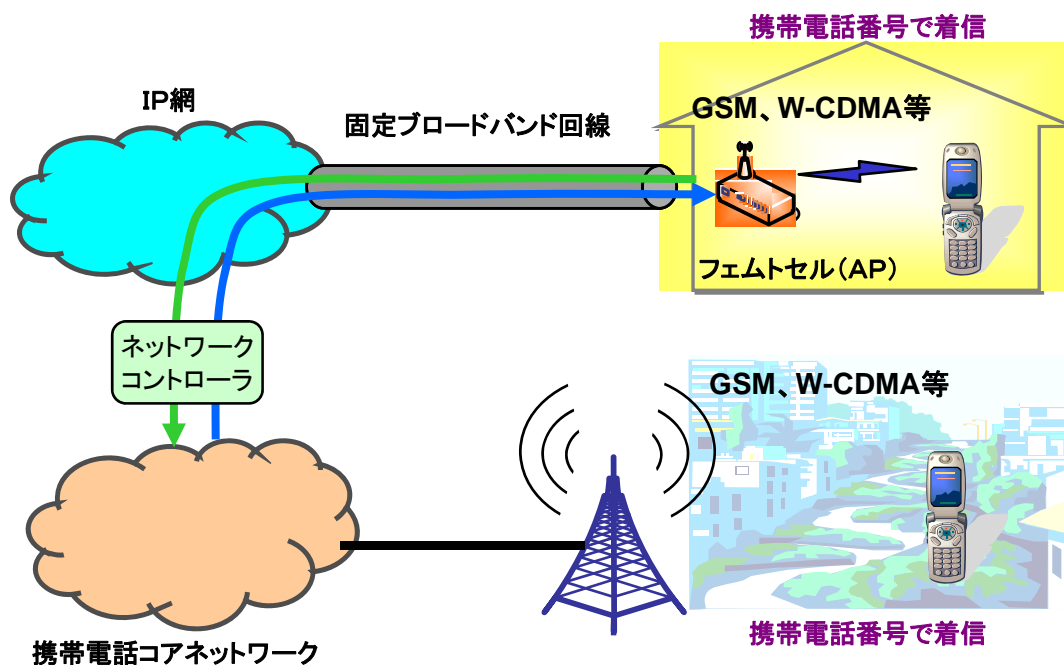 携帯電話番号で着信
IP網
固定ブロードバンド回線
GSM、W-CDMA等
フェムトセル(AP)
ネットワーク
コントローラ
GSM、W-CDMA等
携帯電話番号で着信
携帯電話コアネットワーク